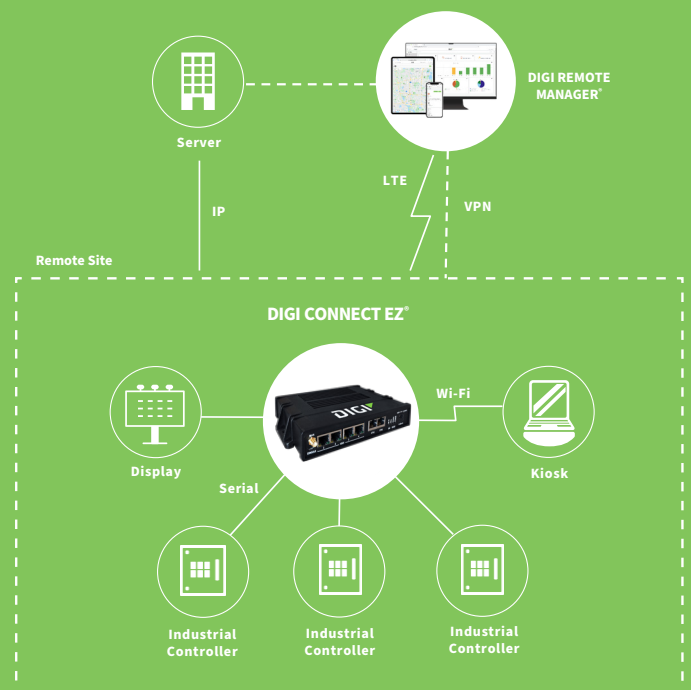 DIGI REMOTE
MANAGER®
Server
LTE
VPN
IP
Remote Site
DIGI CONNECT EZ®
DIGI
Wi-Fi
Display
Kiosk
Serial
Industrial
Controller
Industrial
Controller
Industrial
Controller